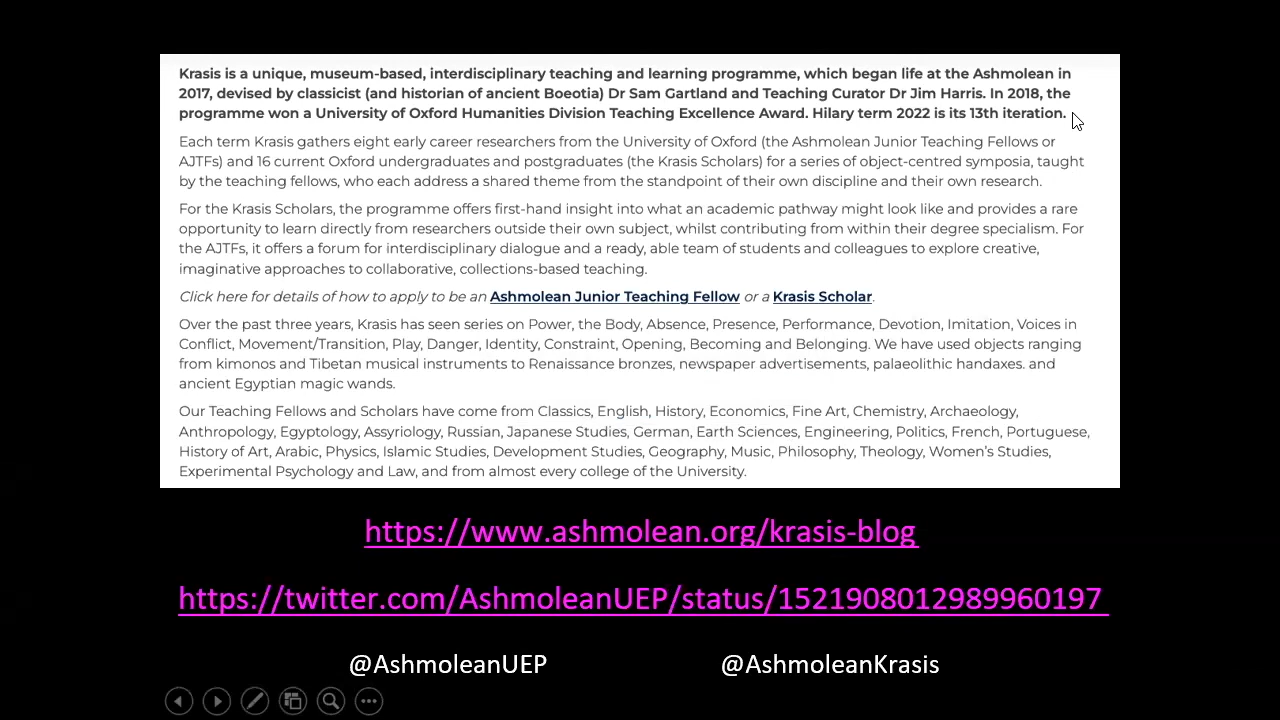 Krasis is a unique, museum-based, interdisciplinary teaching and learning programme, which began life at the Ashmolean in
2017, devised by classicist (and historian of ancient Boeotia) Dr Sam Gartland and Teaching Curator Dr Jim Harris. In 2018, the
programme won a University of Oxford Humanities Division Teaching Excellence Award. Hilary term 2022 is its 13th iteration.
Each term Krasis gathers eight early career researchers from the University of Oxford (the Ashmolean Junior Teaching Fellows or
AJTFs) and 16 current Oxford undergraduates and postgraduates (the Krasis Scholars) for a series of object-centred symposia, taught
by the teaching fellows, who each address a shared theme from the standpoint of their own discipline and their own research.
For the Krasis Scholars, the programme offers first-hand insight into what an academic pathway might look like and provides a rare
opportunity to learn directly from researchers outside their own subject, whilst contributing from within their degree specialism. For
the AJTFs, it offers a forum for interdisciplinary dialogue and a ready, able team of students and colleagues to explore creative,
imaginative approaches to collaborative, collections-based teaching.
Click here for details of how to apply to be an Ashmolean Junior Teaching Fellow or a Krasis Scholar.
Over the past three years, Krasis has seen series on Power, the Body, Absence, Presence, Performance, Devotion, Imitation, Voices in
Conflict, Movement/Transition, Play, Danger, Identity, Constraint, Opening, Becoming and Belonging. We have used objects ranging
from kimonos and Tibetan musical instruments to Renaissance bronzes, newspaper advertisements, palaeolithic handaxes. and
ancient Egyptian magic wands.
Our Teaching Fellows and Scholars have come from Classics, English, History, Economics, Fine Art, Chemistry, Archaeology,
Anthropology, Egyptology, Assyriology, Russian, Japanese Studies, German, Earth Sciences, Engineering, Politics, French, Portuguese,
History of Art, Arabic, Physics, Islamic Studies, Development Studies, Geography, Music, Philosophy, Theology, Women's Studies,
Experimental Psychology and Law, and from almost every college of the University.
https://www.ashmolean.org/krasis-blog
https://twitter.com/AshmoleanUEP/status/1521908012989960197
@AshmoleanUEP @AshmoleanKrasis